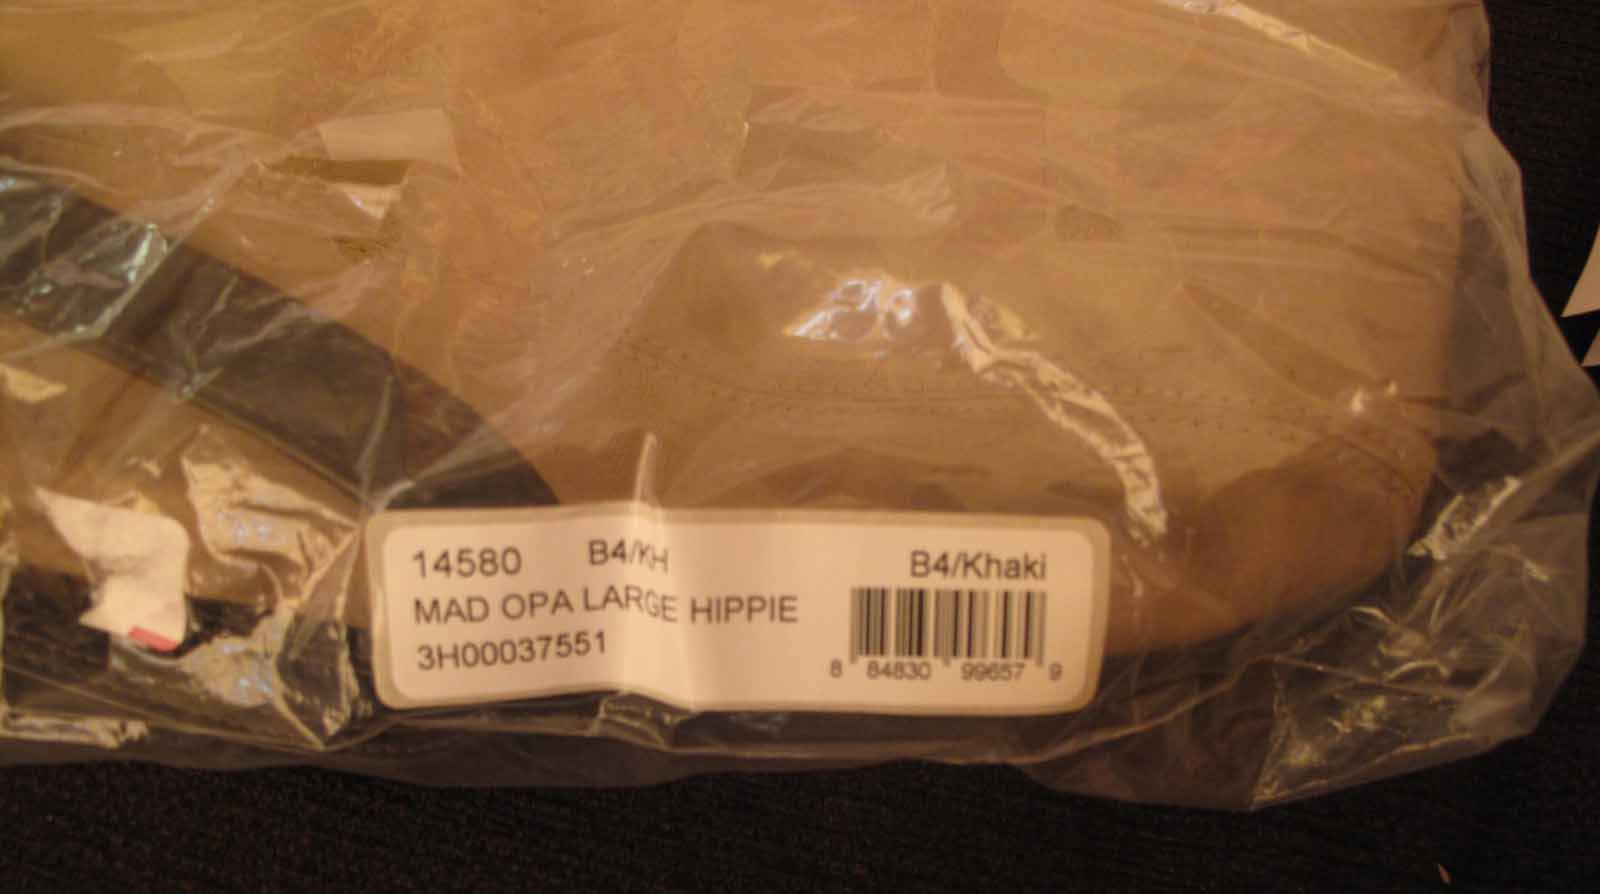 14580 B4/KH B4/Khaki
MAD OPA LARGE HIPPIE
3H00037551
8 84830 99657 9